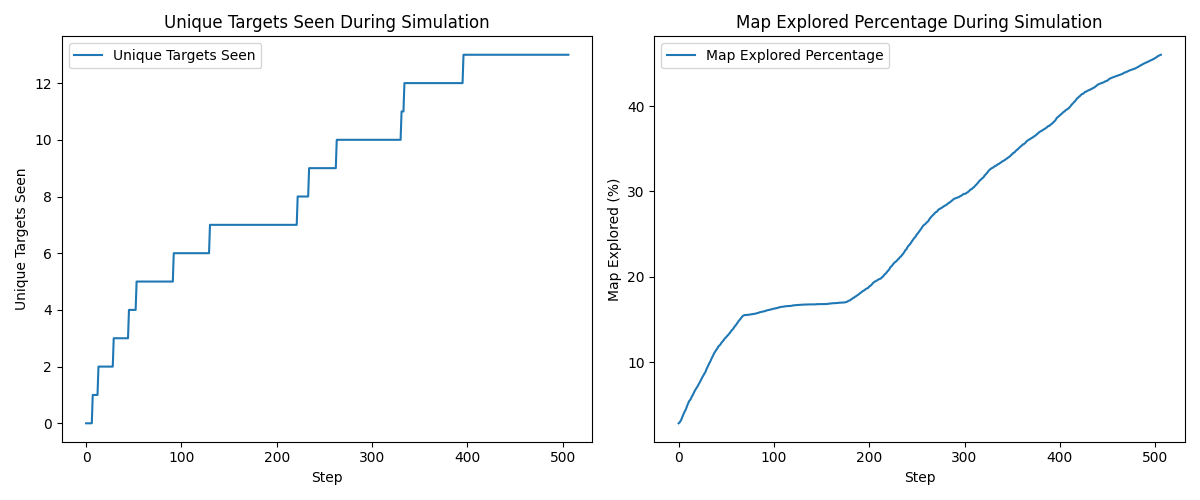 Unique Targets Seen During Simulation
Unique Targets Seen
Unique Targets Seen
12
10
8
6
4
2
0
0 100 200 300 400 500
Step
Map Explored Percentage During Simulation
Map Explored Percentage
Map Explored (%)
40
30
20
10
0 100 200 300 400 500
Step